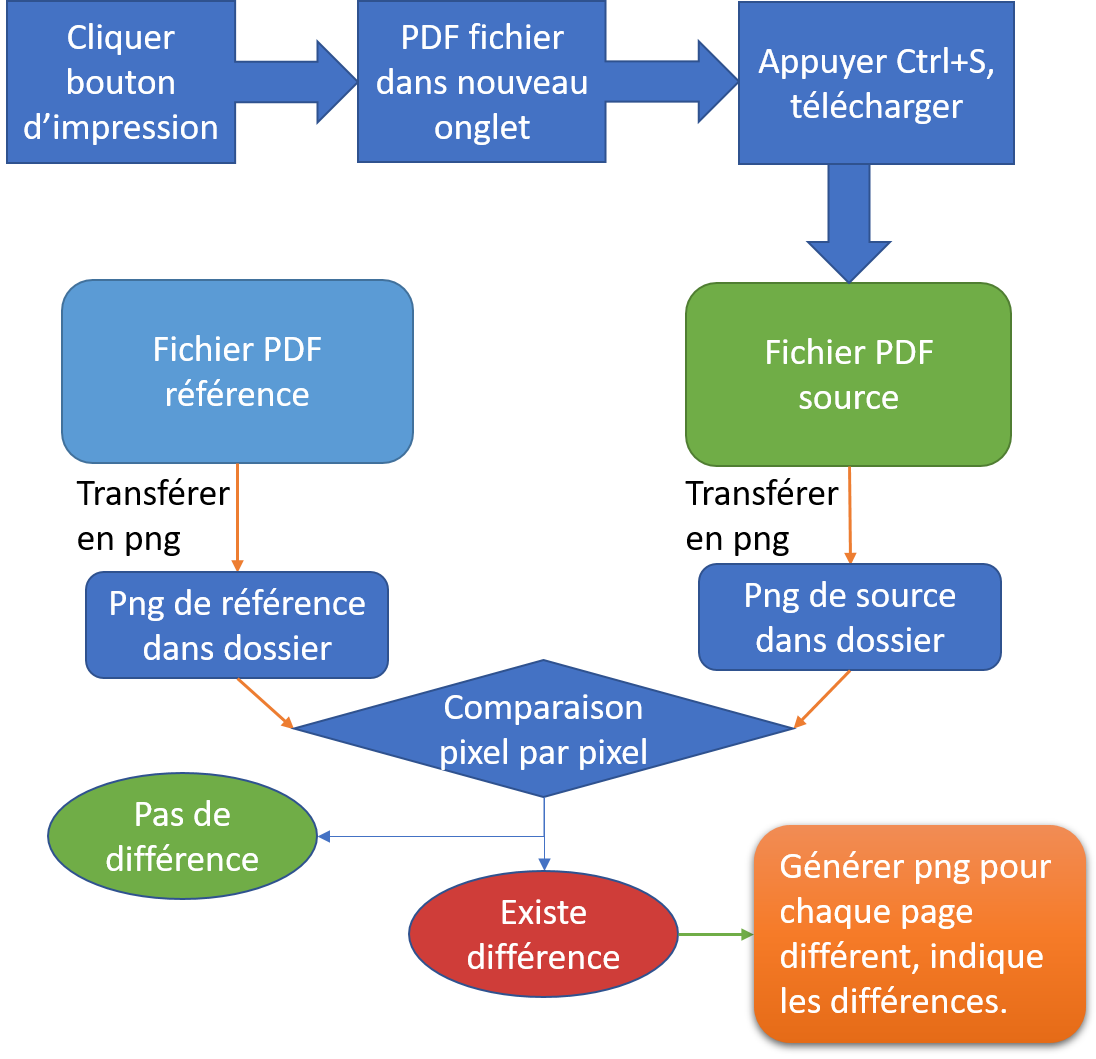 Cliquer
bouton
d’impression
PDF fichier
dans nouveau
onglet
Appuyer Ctrl+S,
télécharger
Fichier PDF
référence
Fichier PDF
source
Transférer
en png
Transférer
en png
Png de référence
dans dossier
Png de source
dans dossier
Comparaison
pixel par pixel
Pas de
différence
Existe
différence
Générer png pour
chaque page
différent, indique
les différences.